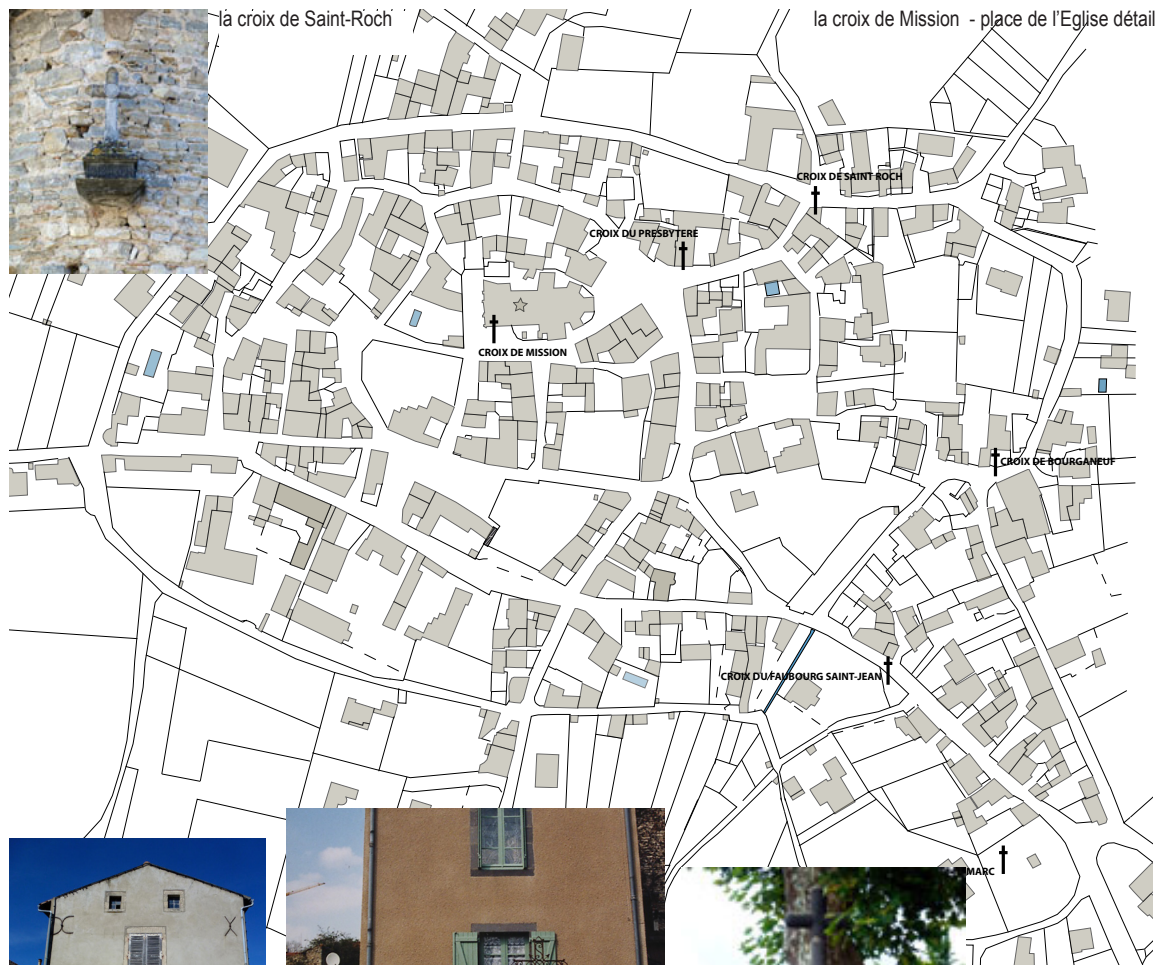 la croix de Saint-Roch
la croix de Mission - place de l'Eglise détail
CROIX DE SAINT ROCH
CROIX DU PRESBYTERE
CROIX DE MISSION
CROIX DE BOURGANEUF
CROIX DU FAUBOURG SAINT-JEAN
MARC